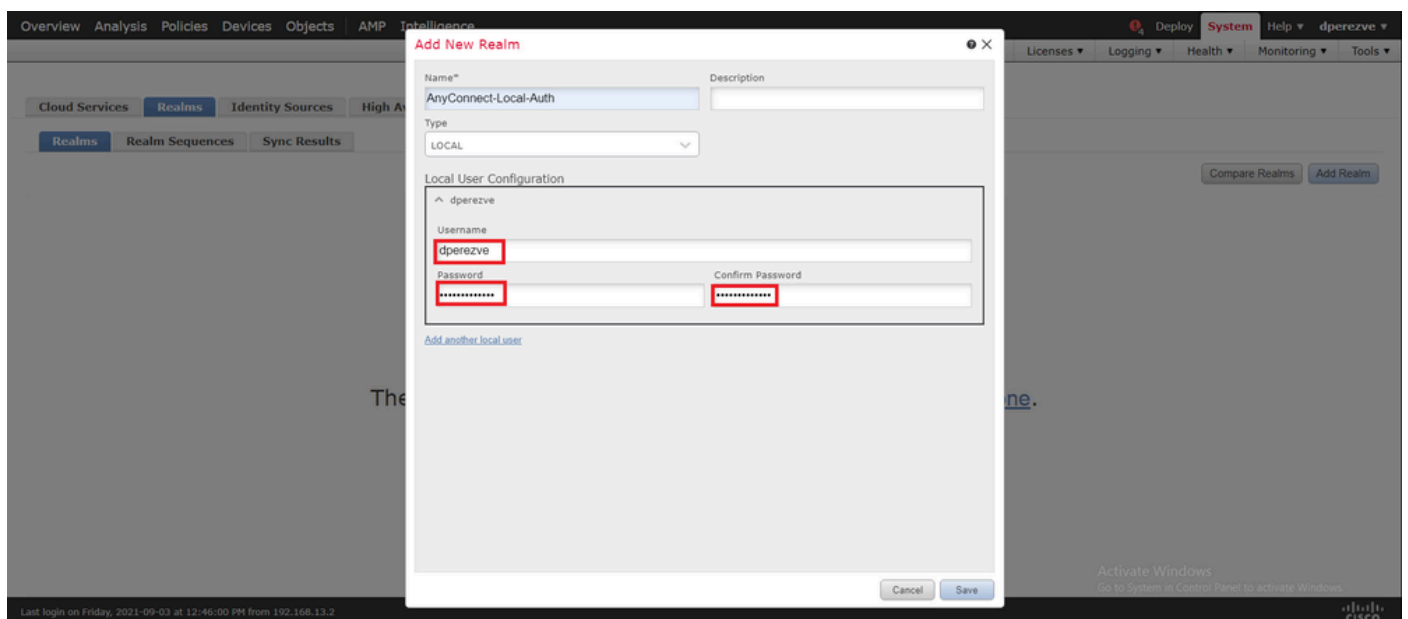 Overview Analysis Policies Devices Objects AMP Intelligence Deploy System Help dperezve
Add New Realm
Licenses Logging Health Monitoring Tools
Name* Description
Cloud Services Realms Identity Sources High
AnyConnect-Local-Auth
Type
Realms Realm Sequences Sync Results
LOCAL
Compare Realms Add Realm
Local User Configuration
dperezve
Username
dperezve
Password Confirm Password
••••••••••••• •••••••••••••
Add another local user
The
Activate Windows
Go to System in Control Panel to activate Windows.
Cancel Save
Last login on Friday, 2021-09-03 at 12:46:00 PM from 192.168.13.2
CISCO